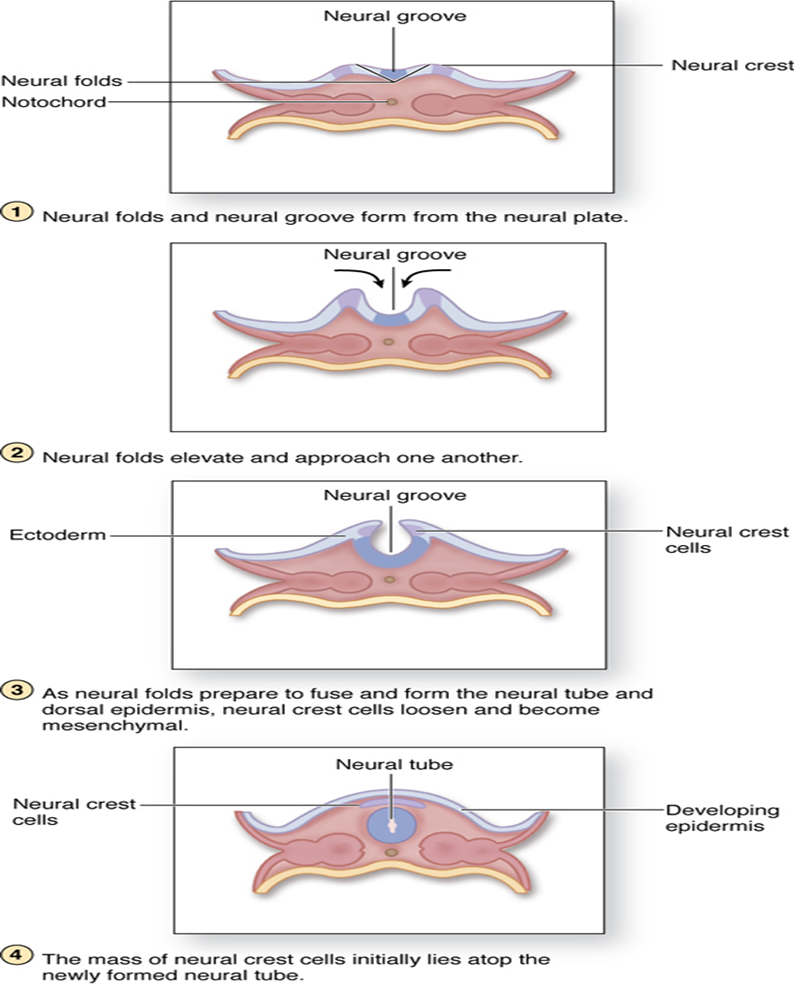 Neural groove
Neural crest
Neural folds
Notochord
1 Neural folds and neural groove form from the neural plate.
Neural groove
2 Neural folds elevate and approach one another.
Neural groove
Ectoderm
Neural crest
cells
3 As neural folds prepare to fuse and form the neural tube and
dorsal epidermis, neural crest cells loosen and become
mesenchymal.
Neural tube
Neural crest
cells
Developing
epidermis
4 The mass of neural crest cells initially lies atop the
newly formed neural tube.